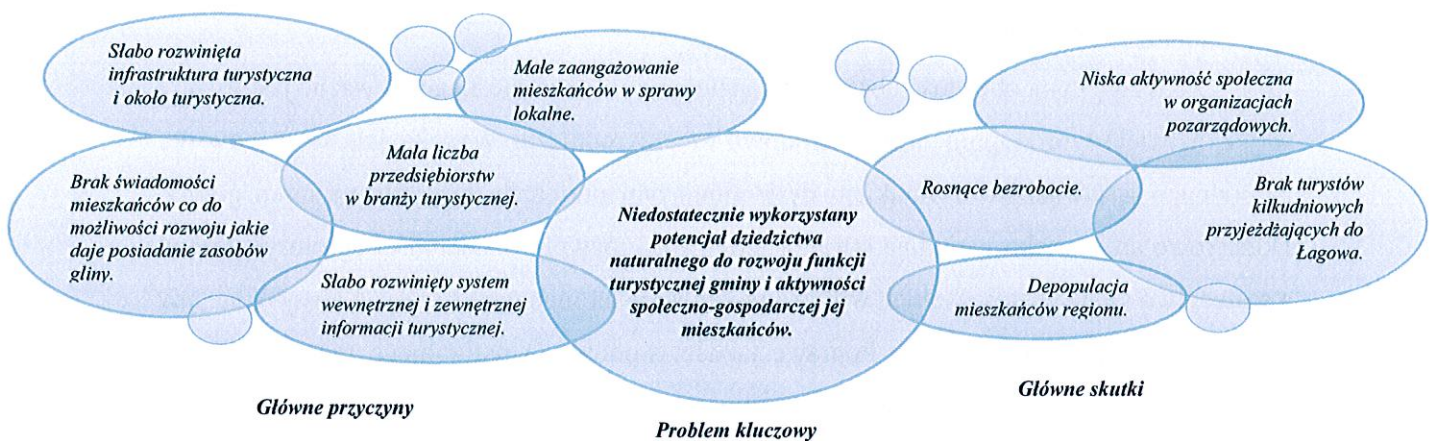 Słabo rozwinięta
infrastruktura turystyczna
i około turystyczna.
Małe zaangażowanie
mieszkańców w sprawy
lokalne.
Brak świadomości
mieszkańców co do
możliwości rozwoju jakie
daje posiadanie zasobów
gliny.
Mała liczba
przedsiębiorstw
w branży turystycznej.
Słabo rozwinięty system
wewnętrznej i zewnętrznej
informacji turystycznej.
Główne przyczyny
Niedostatecznie wykorzystany
potencjał dziedzictwa
naturalnego do rozwoju funkcji
turystycznej gminy i aktywności
społeczno-gospodarczej jej
mieszkańców.
Problem kluczowy
Niska aktywność społeczna
w organizacjach
pozarządowych.
Rosnące bezrobocie.
Brak turystów
kilkudniowych
przyjeżdżających do
Łagowa.
Depopulacja
mieszkańców regionu.
Główne skutki